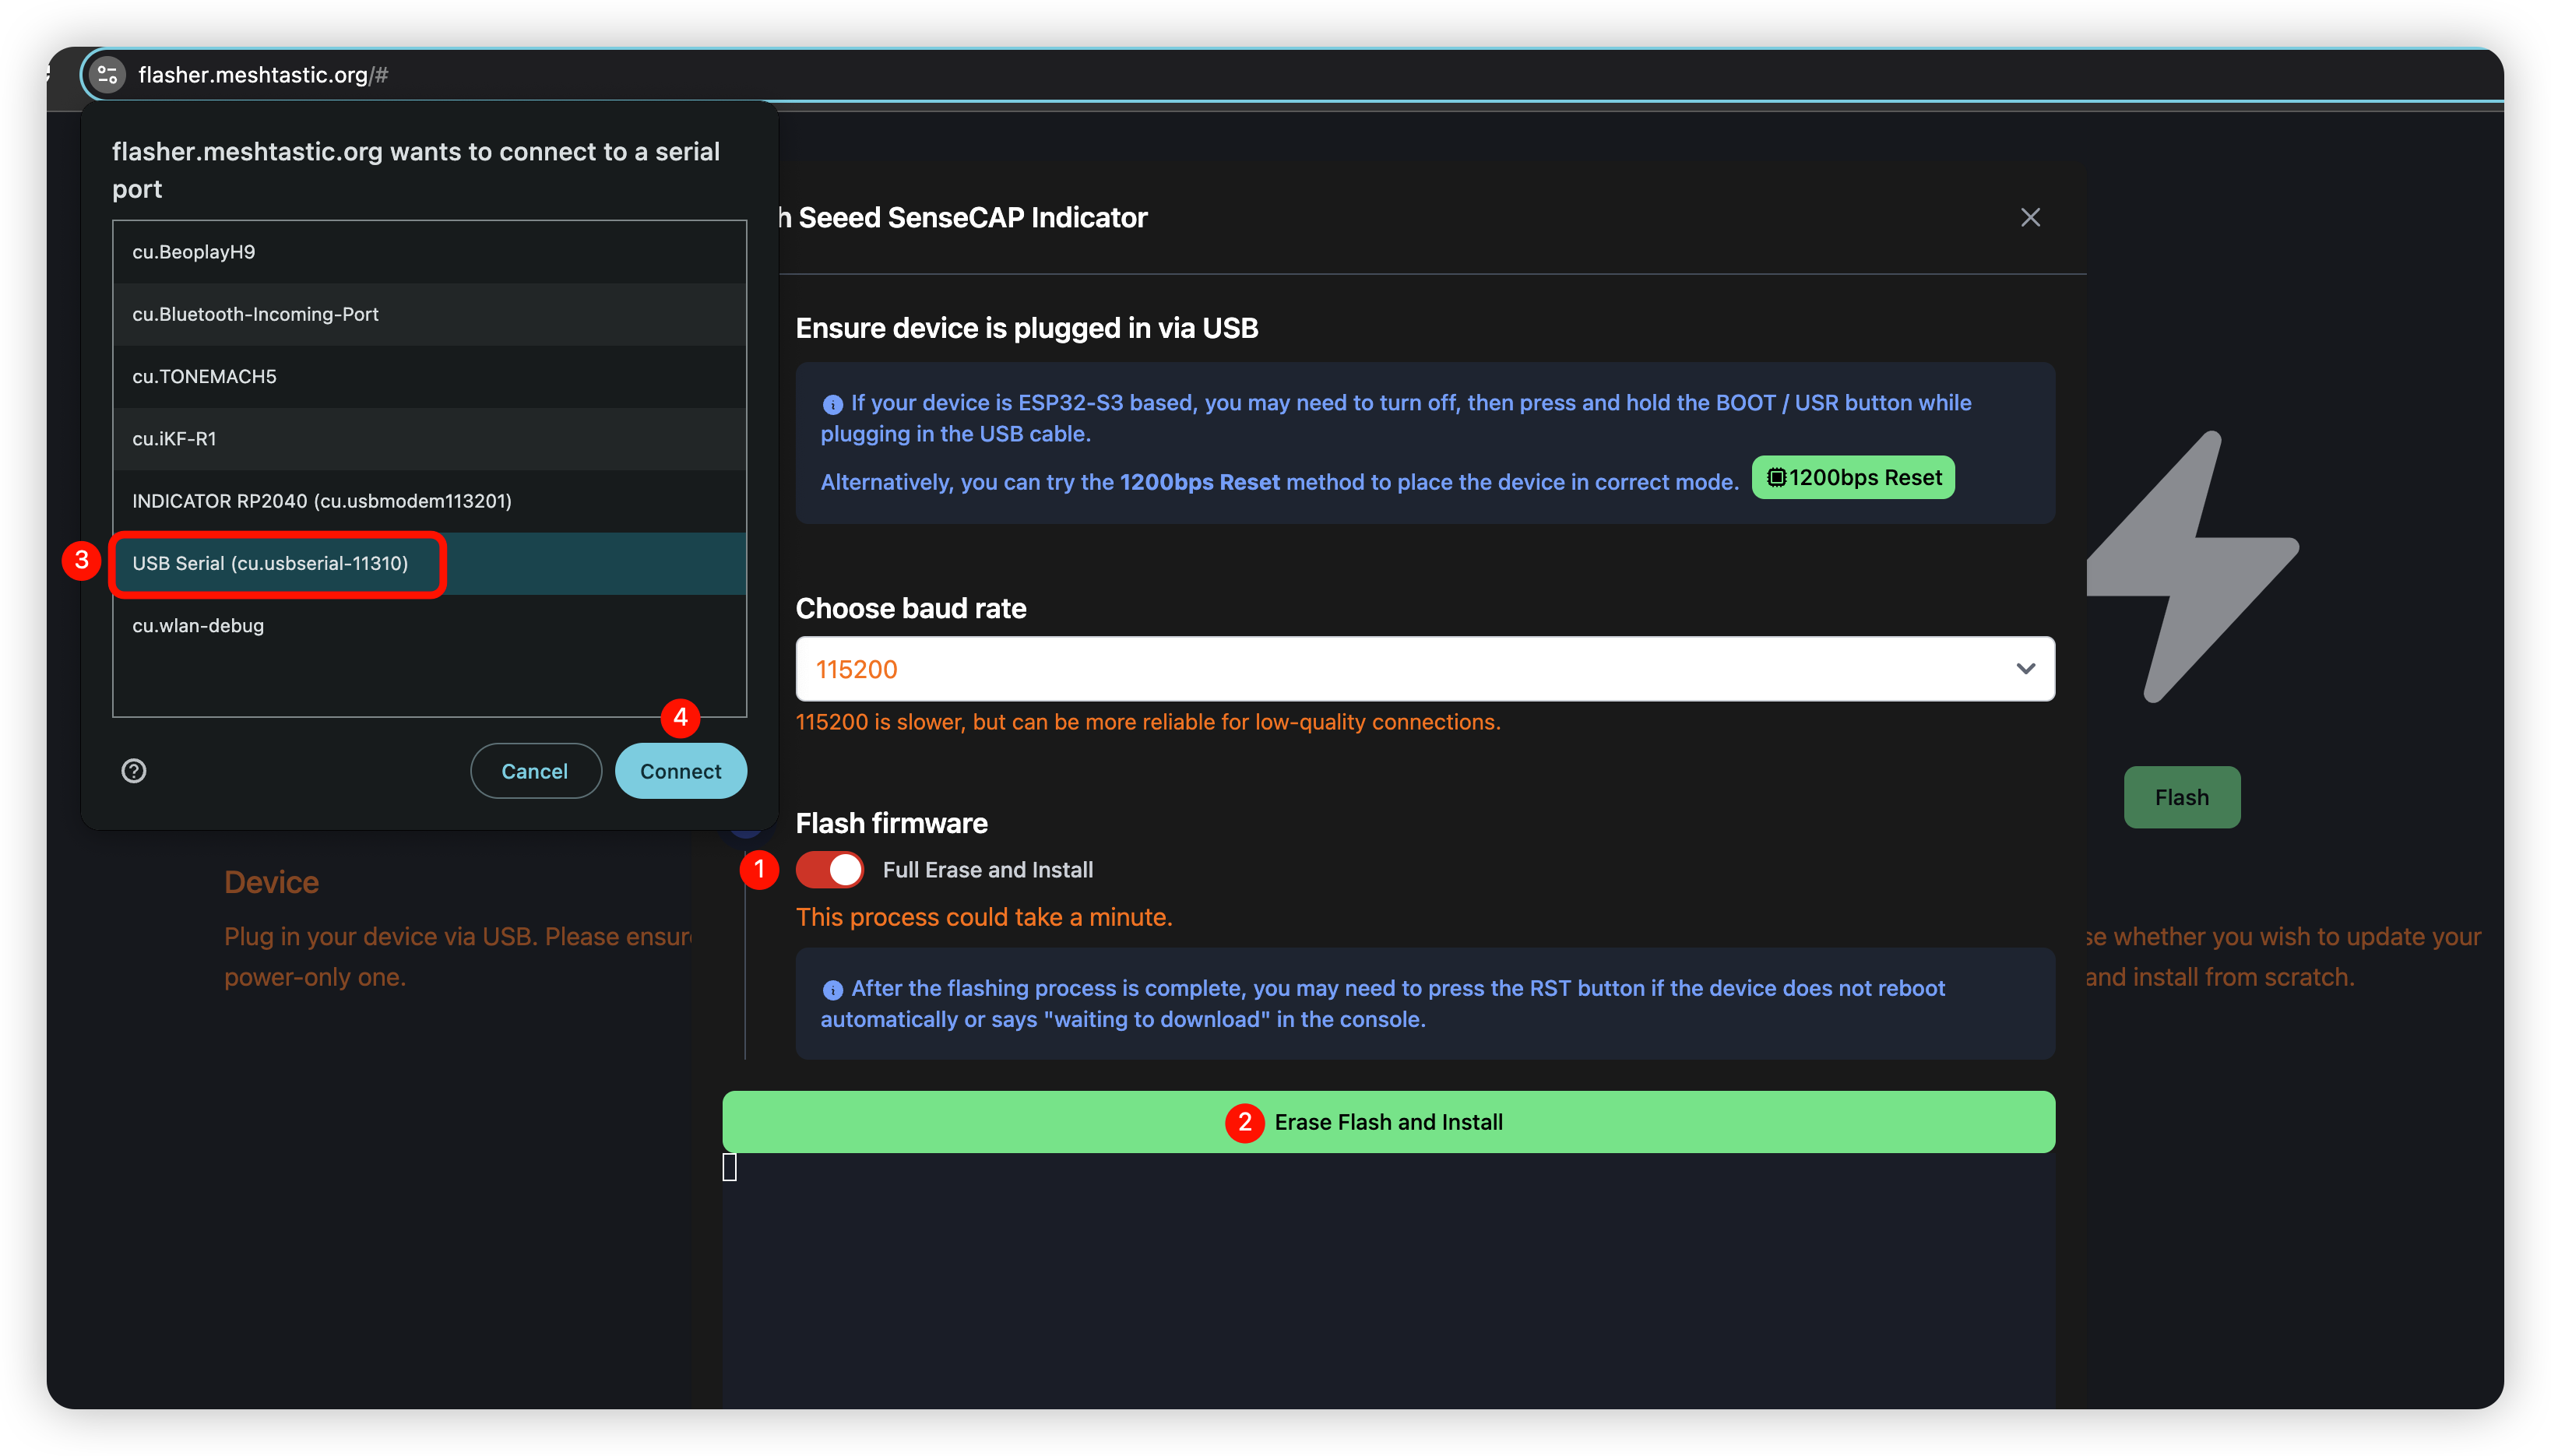 flasher.meshtastic.org/#
flasher.meshtastic.org wants to connect to a serial
port
cu.BeoplayH9
cu.Bluetooth-Incoming-Port
cu.TONEMACH5
cu.iKF-R1
INDICATOR RP2040 (cu.usbmodem113201)
3
USB Serial (cu.usbserial-11310)
cu.wlan-debug
4
Cancel
Connect
h Seeed SenseCAP Indicator
Ensure device is plugged in via USB
If your device is ESP32-S3 based, you may need to turn off, then press and hold the BOOT / USR button while
plugging in the USB cable.
Alternatively, you can try the 1200bps Reset method to place the device in correct mode.
1200bps Reset
Choose baud rate
115200
115200 is slower, but can be more reliable for low-quality connections.
Flash firmware
1
Full Erase and Install
This process could take a minute.
After the flashing process is complete, you may need to press the RST button if the device does not reboot
automatically or says "waiting to download" in the console.
2
Erase Flash and Install
Device
Plug in your device via USB. Please ensure
power-only one.
Flash
se whether you wish to update your
and install from scratch.